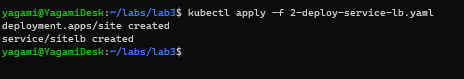 yagami@YagamiDesk:~/labs/lab3$ kubectl apply -f 2-deploy-service-lb.yaml
deployment.apps/site created
service/sitelb created
yagami@YagamiDesk:~/labs/lab3$